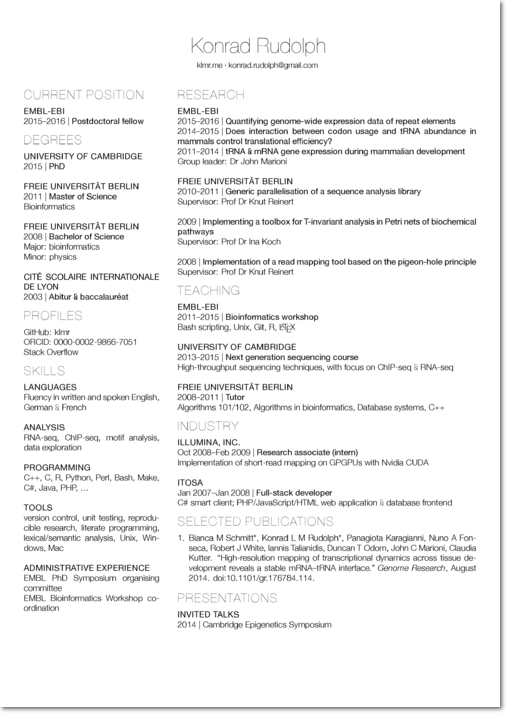 Konrad Rudolph
klmr.me · konrad.rudolph@gmail.com
CURRENT POSITION
EMBL-EBI
2015–2016 | Postdoctoral fellow
DEGREES
UNIVERSITY OF CAMBRIDGE
2015 | PhD
FREIE UNIVERSITÄT BERLIN
2011 | Master of Science
Bioinformatics
FREIE UNIVERSITÄT BERLIN
2008 | Bachelor of Science
Major: bioinformatics
Minor: physics
CITÉ SCOLAIRE INTERNATIONALE
DE LYON
2003 | Abitur & baccalauréat
PROFILES
GitHub: klmr
ORCID: 0000-0002-9866-7051
Stack Overflow
SKILLS
LANGUAGES
Fluency in written and spoken English,
German & French
ANALYSIS
RNA-seq, ChIP-seq, motif analysis,
data exploration
PROGRAMMING
C++, C, R, Python, Perl, Bash, Make,
C#, Java, PHP, …
TOOLS
version control, unit testing, reprodu-
cible research, literate programming,
lexical/semantic analysis, Unix, Win-
dows, Mac
ADMINISTRATIVE EXPERIENCE
EMBL PhD Symposium organising
committee
EMBL Bioinformatics Workshop co-
ordination
RESEARCH
EMBL-EBI
2015–2016 | Quantifying genome-wide expression data of repeat elements
2014–2015 | Does interaction between codon usage and tRNA abundance in
mammals control translational efficiency?
2011–2014 | tRNA & mRNA gene expression during mammalian development
Group leader: Dr John Marioni
FREIE UNIVERSITÄT BERLIN
2010–2011 | Generic parallelisation of a sequence analysis library
Supervisor: Prof Dr Knut Reinert
2009 | Implementing a toolbox for T-invariant analysis in Petri nets of biochemical
pathways
Supervisor: Prof Dr Ina Koch
2008 | Implementation of a read mapping tool based on the pigeon-hole principle
Supervisor: Prof Dr Knut Reinert
TEACHING
EMBL-EBI
2011–2015 | Bioinformatics workshop
Bash scripting, Unix, Git, R, LATEX
UNIVERSITY OF CAMBRIDGE
2013–2015 | Next generation sequencing course
High-throughput sequencing techniques, with focus on ChIP-seq & RNA-seq
FREIE UNIVERSITÄT BERLIN
2008–2011 | Tutor
Algorithms 101/102, Algorithms in bioinformatics, Database systems, C++
INDUSTRY
ILLUMINA, INC.
Oct 2008–Feb 2009 | Research associate (intern)
Implementation of short-read mapping on GPGPUs with Nvidia CUDA
ITOSA
Jan 2007–Jan 2008 | Full-stack developer
C# smart client; PHP/JavaScript/HTML web application & database frontend
SELECTED PUBLICATIONS
1. Bianca M Schmitt*, Konrad L M Rudolph*, Panagiota Karagianni, Nuno A Fon-
seca, Robert J White, Iannis Talianidis, Duncan T Odom, John C Marioni, Claudia
Kutter. “High-resolution mapping of transcriptional dynamics across tissue de-
velopment reveals a stable mRNA–tRNA interface.” Genome Research, August
2014. doi:10.1101/gr.176784.114.
PRESENTATIONS
INVITED TALKS
2014 | Cambridge Epigenetics Symposium